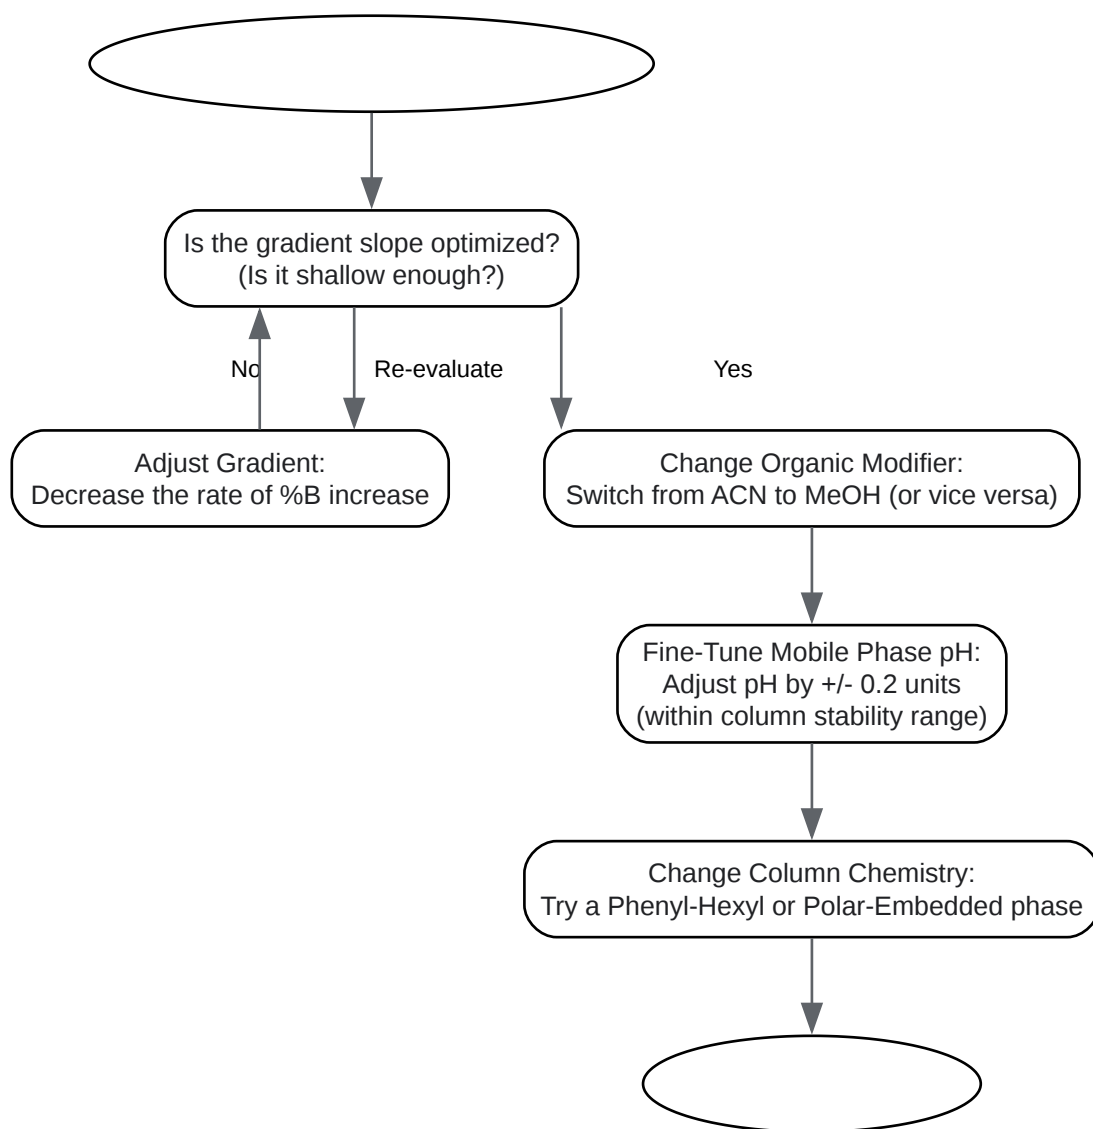 Is the gradient slope optimized?
(Is it shallow enough?)
No
Re-evaluate
Yes
Adjust Gradient:
Decrease the rate of %B increase
Change Organic Modifier:
Switch from ACN to MeOH (or vice versa)
Fine-Tune Mobile Phase pH:
Adjust pH by +/- 0.2 units
(within column stability range)
Change Column Chemistry:
Try a Phenyl-Hexyl or Polar-Embedded phase